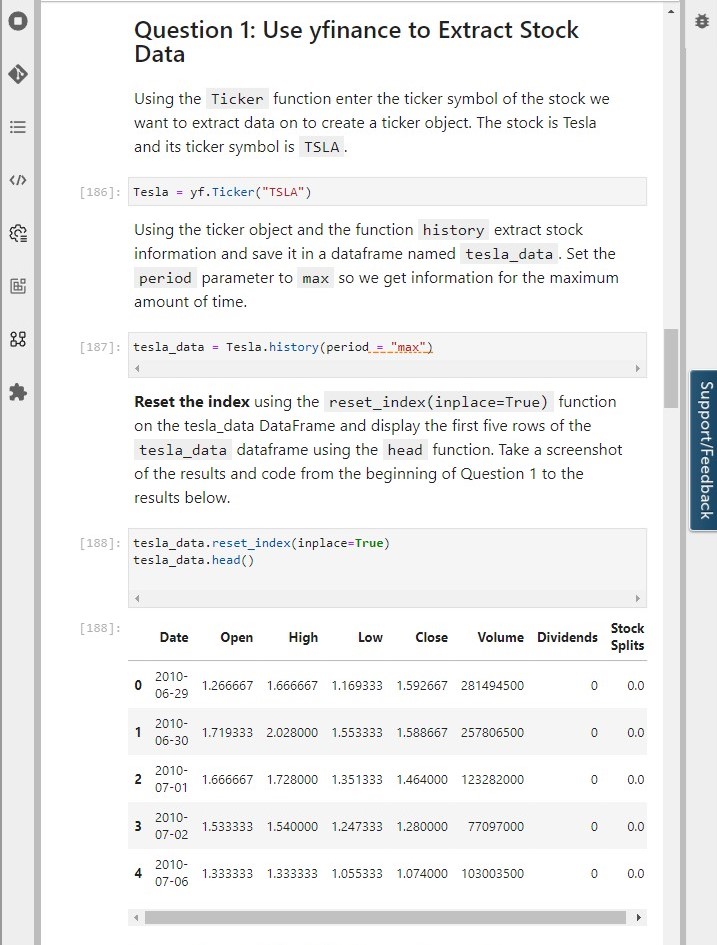 Question 1: Use yfinance to Extract Stock
Data
Using the Ticker function enter the ticker symbol of the stock we
want to extract data on to create a ticker object. The stock is Tesla
and its ticker symbol is TSLA .
[186]: Tesla = yf.Ticker("TSLA")
Using the ticker object and the function history extract stock
information and save it in a dataframe named tesla_data . Set the
period parameter to max so we get information for the maximum
amount of time.
[187]: tesla_data = Tesla.history(period = "max")
Reset the index using the reset_index(inplace=True) function
on the tesla_data DataFrame and display the first five rows of the
tesla_data dataframe using the head function. Take a screenshot
of the results and code from the beginning of Question 1 to the
results below.
[188]: tesla_data.reset_index(inplace=True)
tesla_data.head()
[188]:
Date Open High Low Close Volume Dividends Stock Splits
0 2010-06-29 1.266667 1.666667 1.169333 1.592667 281494500 0 0.0
1 2010-06-30 1.719333 2.028000 1.553333 1.588667 257806500 0 0.0
2 2010-07-01 1.666667 1.728000 1.351333 1.464000 123282000 0 0.0
3 2010-07-02 1.533333 1.540000 1.247333 1.280000 77097000 0 0.0
4 2010-07-06 1.333333 1.333333 1.055333 1.074000 103003500 0 0.0
Support/Feedback